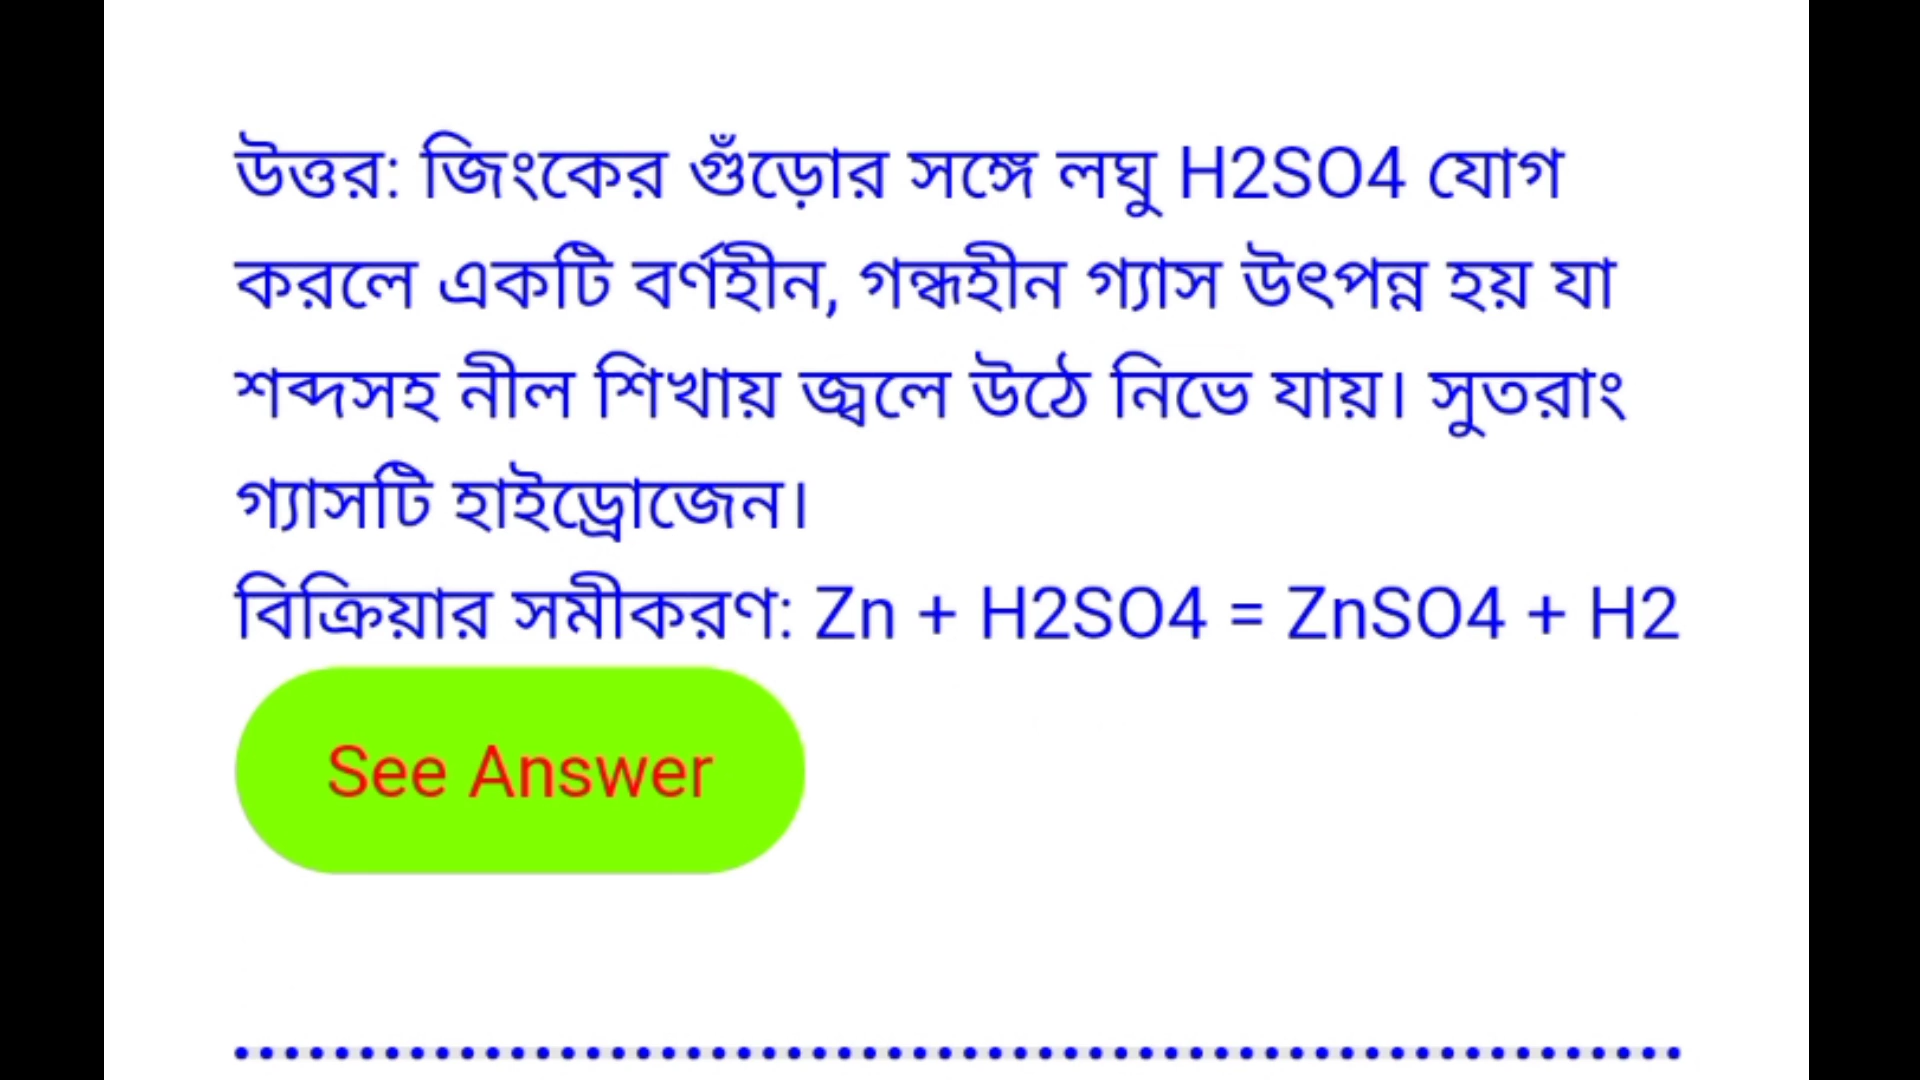 উত্তর: জিংকের গুঁড়োর সঙ্গে লঘু H2SO4 যোগ
করলে একটি বর্ণহীন, গন্ধহীন গ্যাস উৎপন্ন হয় যা
শব্দসহ নীল শিখায় জ্বলে উঠে নিভে যায়। সুতরাং
গ্যাসটি হাইড্রোজেন।
বিক্রিয়ার সমীকরণ: Zn + H2SO4 = ZnSO4 + H2
See Answer